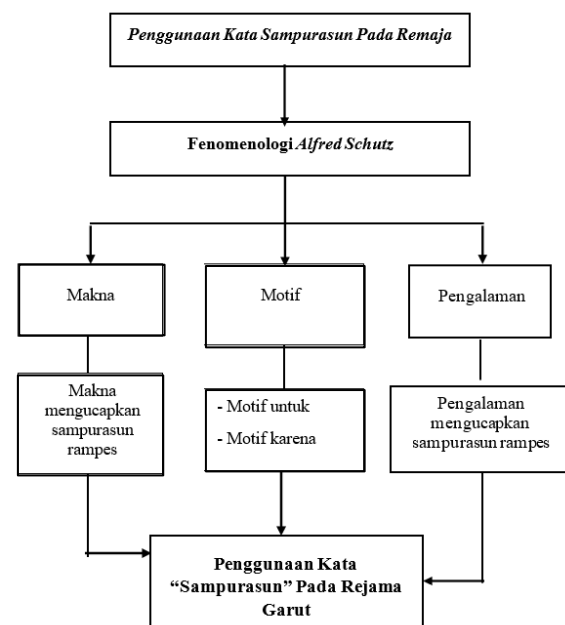 Penggunaan Kata Sampurasun Pada Remaja
Fenomenologi Alfred Schutz
Makna
Motif
Pengalaman
Makna
mengucapkan
sampurasun
rampes
- Motif untuk
- Motif karena
Pengalaman
mengucapkan
sampurasun rampes
Penggunaan Kata
“Sampurasun” Pada Rejama
Garut